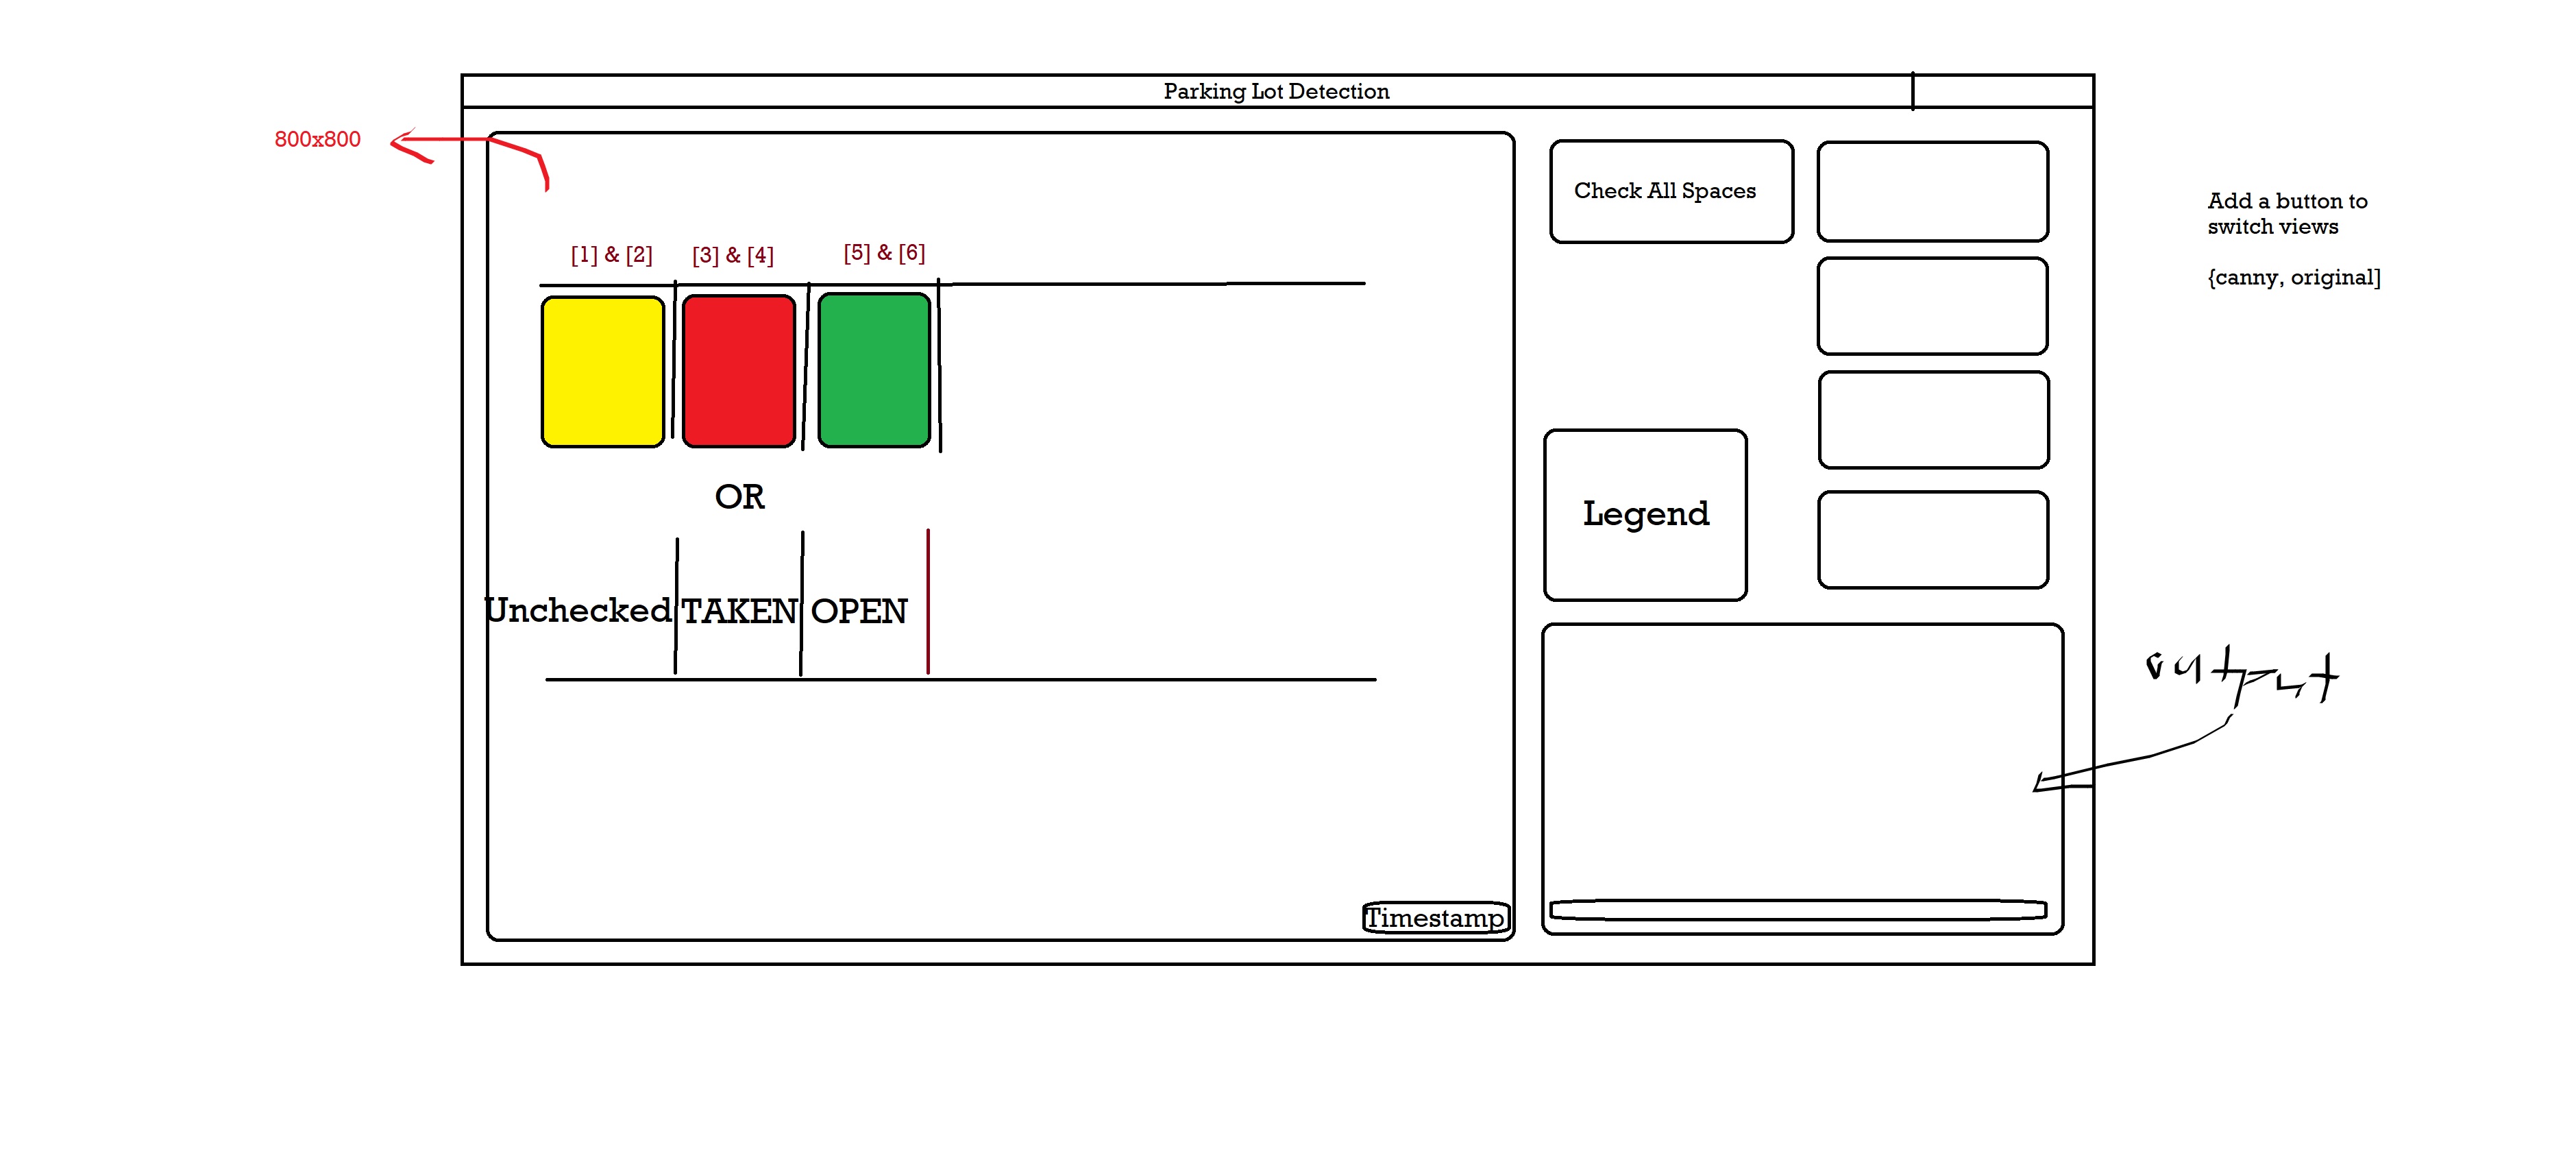 Parking Lot Detection
800x800
[1] & [2]
[3] & [4]
[5] & [6]
OR
Unchecked
TAKEN
OPEN
Timestamp
Check All Spaces
Legend
Add a button to
switch views
{canny, original]
output